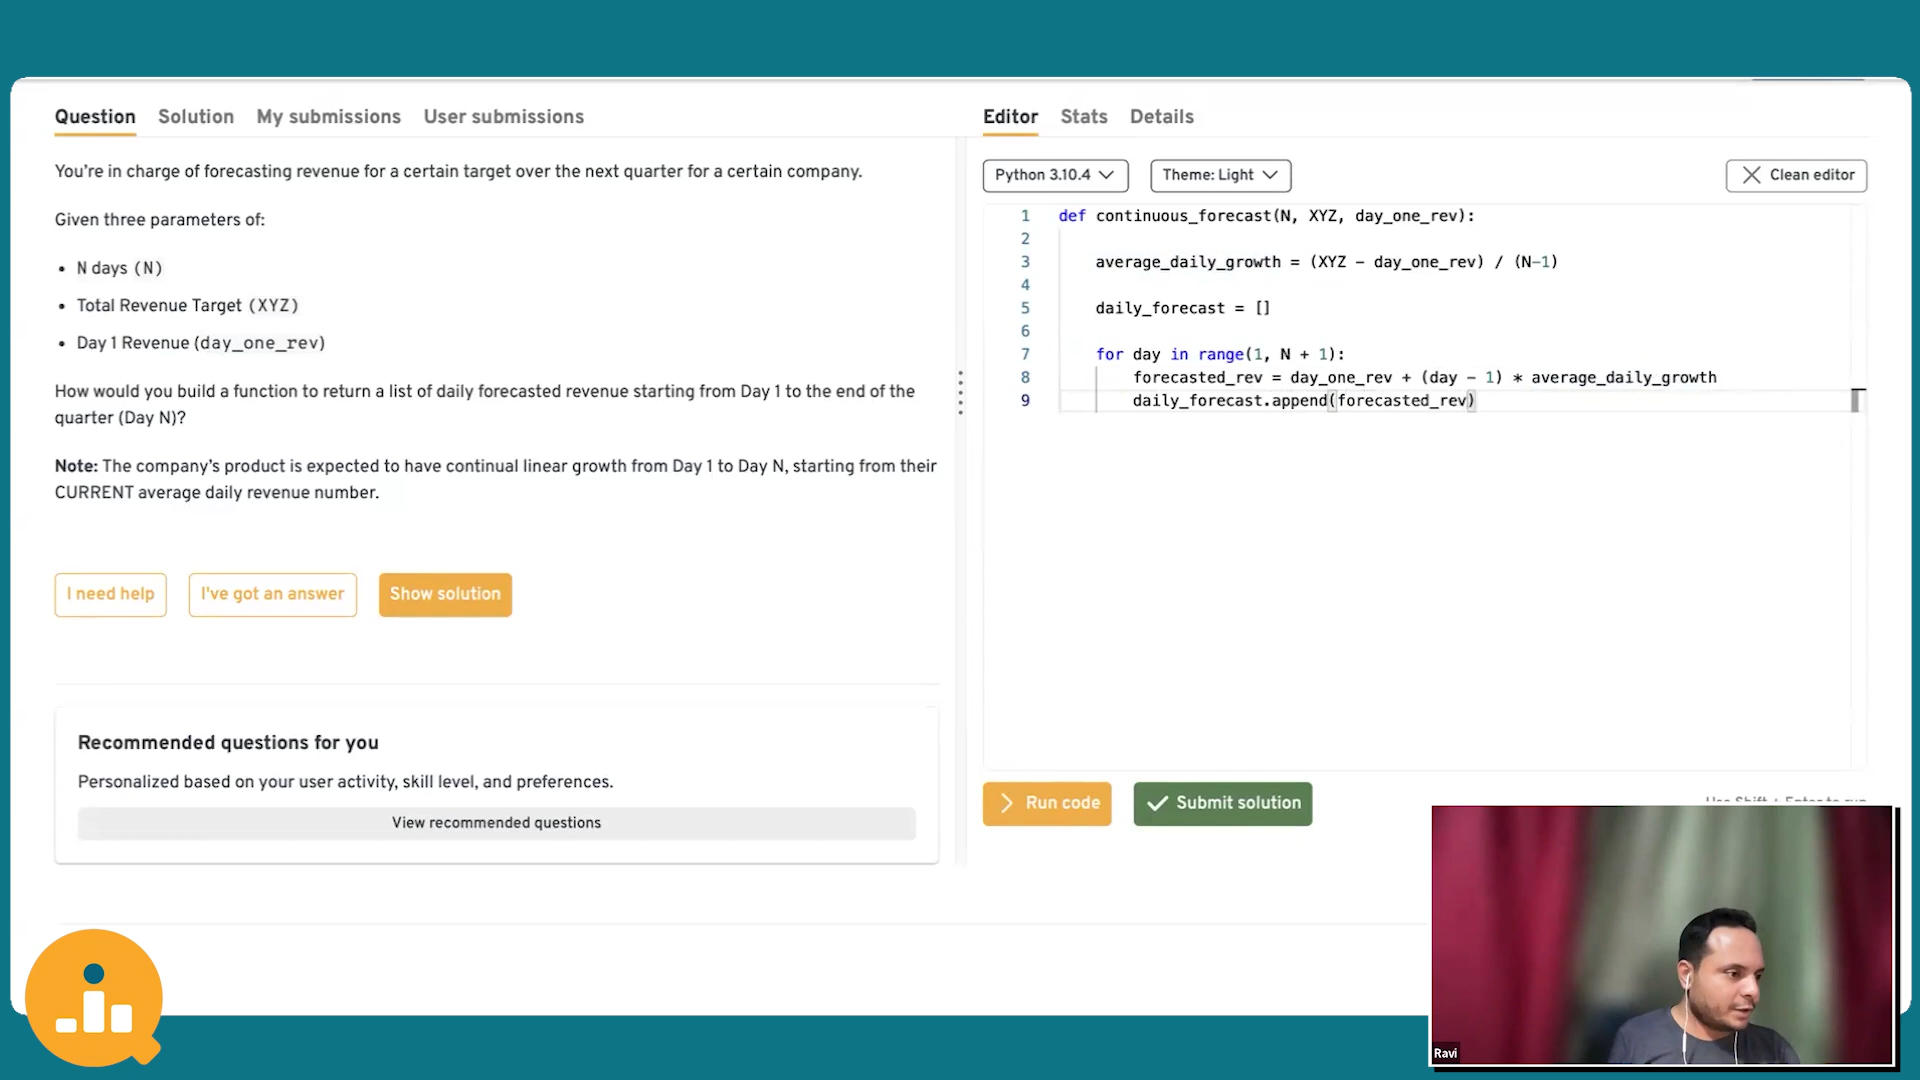 Question Solution My submissions User submissions
You're in charge of forecasting revenue for a certain target over the next quarter for a certain company.
Given three parameters of:
• N days (N)
• Total Revenue Target (XYZ)
• Day 1 Revenue (day_one_rev)
How would you build a function to return a list of daily forecasted revenue starting from Day 1 to the end of the
quarter (Day N)?
Note: The company's product is expected to have continual linear growth from Day 1 to Day N, starting from their
CURRENT average daily revenue number.
I need help I've got an answer Show solution
Recommended questions for you
Personalized based on your user activity, skill level, and preferences.
View recommended questions
Editor Stats Details
Python 3.10.4 Theme: Light Clean editor
1 def continuous_forecast(N, XYZ, day_one_rev):
2
3 average_daily_growth = (XYZ - day_one_rev) / (N-1)
4
5 daily_forecast = []
6
7 for day in range(1, N + 1):
8 forecasted_rev = day_one_rev + (day - 1) * average_daily_growth
9 daily_forecast.append(forecasted_rev)
Run code Submit solution
Ravi